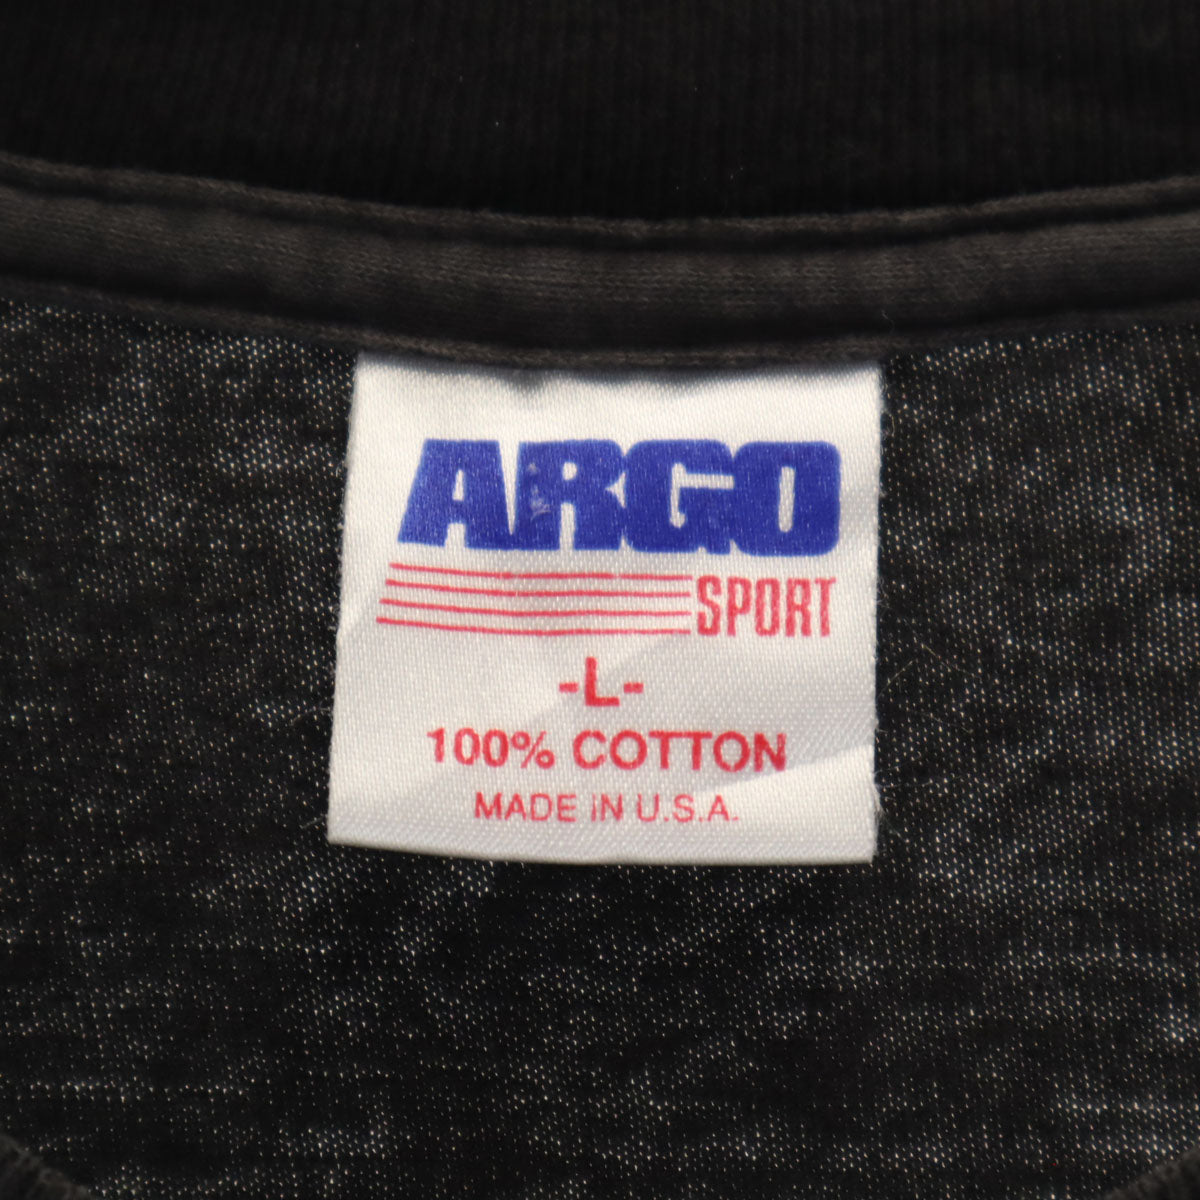 ARGO
SPORT
-L-
100% COTTON
MADE IN U.S.A.